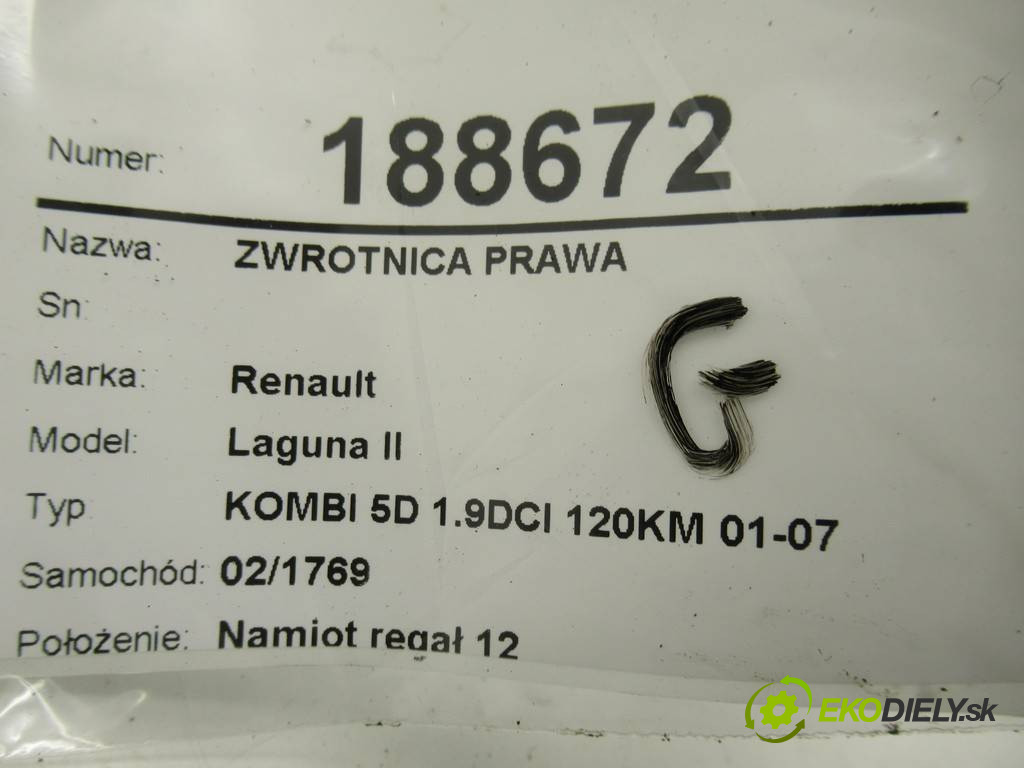 Numer: 188672
Nazwa: ZWROTNICA PRAWA
Sn:
Marka: Renault
G
Model: Laguna II
Typ KOMBI 5D 1.9DCI 120KM 01-07
Samochód: 02/1769
Położenie: Namiot regał 12
EKODIELY.sk